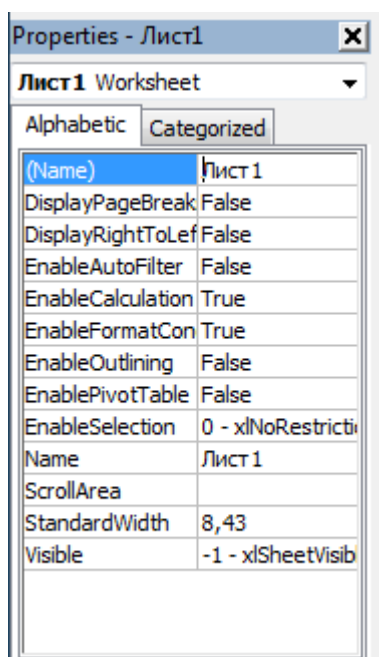 Properties - Лист1
Лист1 Worksheet
Alphabetic Categorized
(Name) Лист1
DisplayPageBreak False
DisplayRightToLef False
EnableAutoFilter False
EnableCalculation True
EnableFormatCon True
EnableOutlining False
EnablePivotTable False
EnableSelection 0 - xlNoRestricti
Name Лист1
ScrollArea
StandardWidth 8,43
Visible -1 - xlSheetVisibl